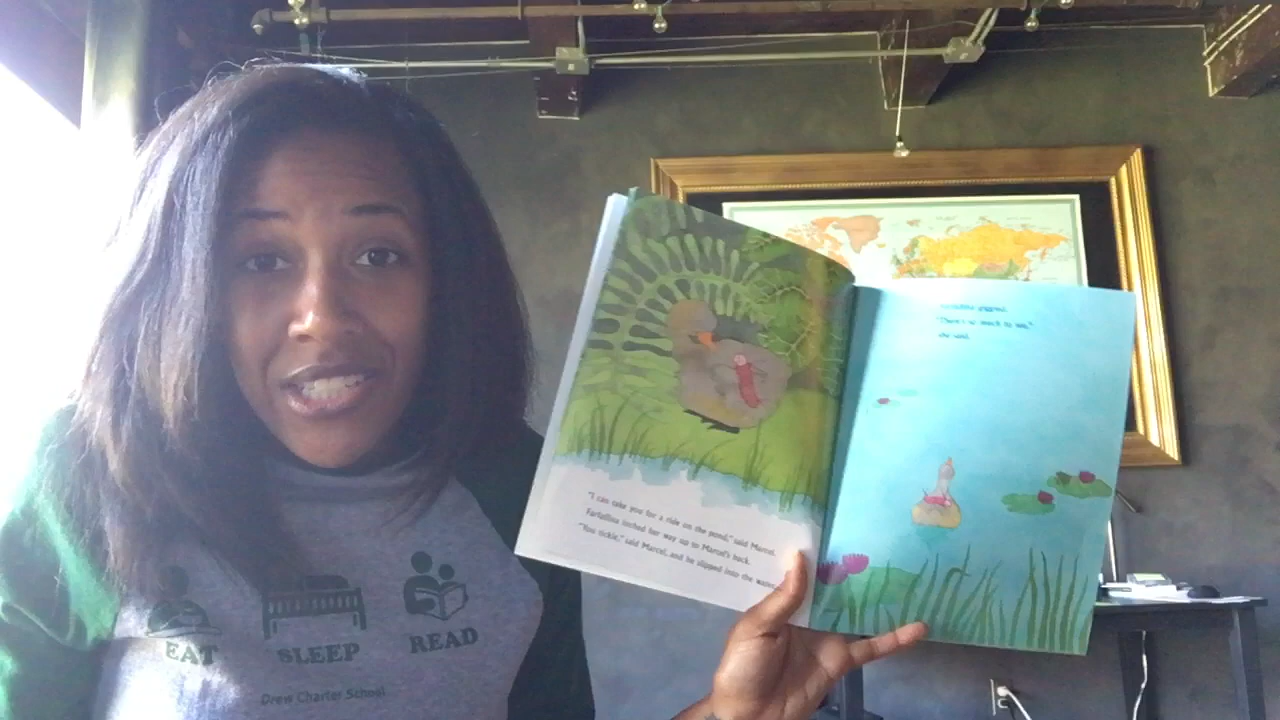 EAT SLEEP READ
Drew Charter School
"I can take you for a ride on the pond," said Marcel.
Farfallina inched her way up to Marcel's back.
"You tickle," said Marcel, and he slipped into the water.
"There's so much to see,"
she said.